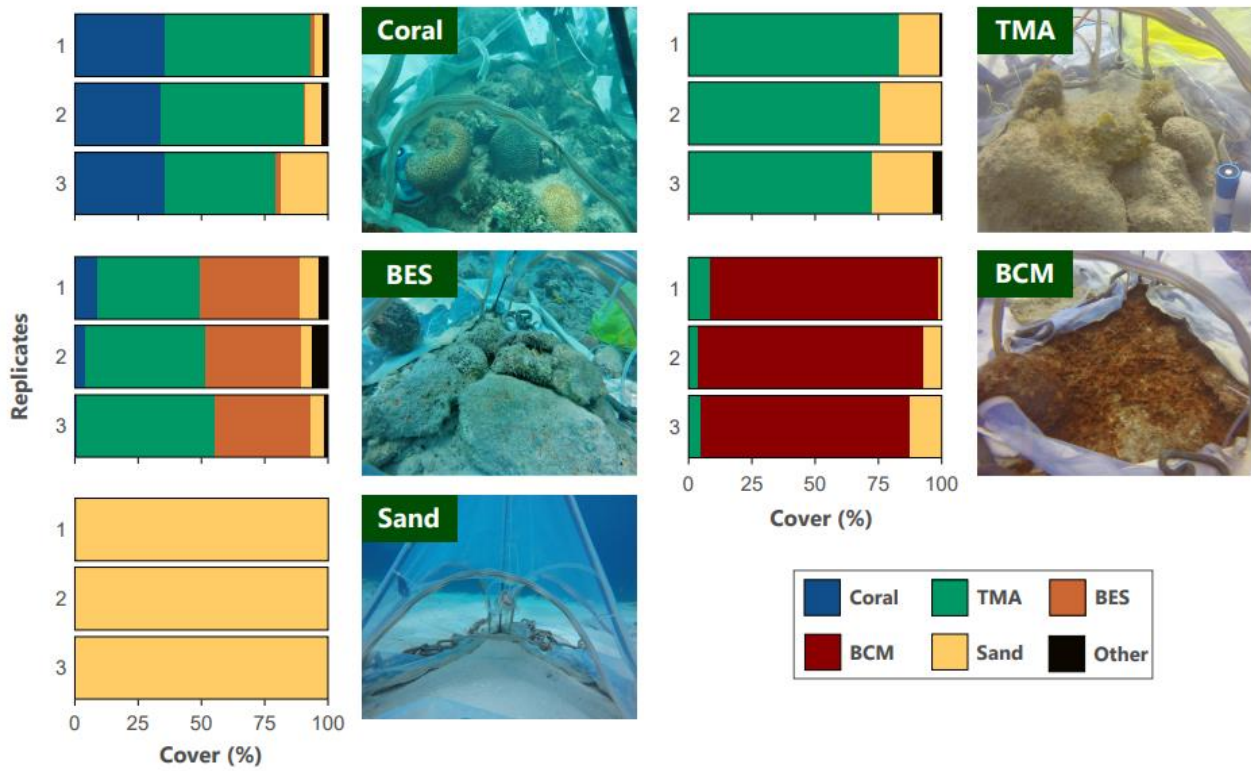 Replicates
1
2
3
Coral
1
2
3
TMA
1
2
3
BES
1
2
3
BCM
0 25 50 75 100
Cover (%)
1
2
3
Sand
0 25 50 75 100
Cover (%)
Coral TMA BES
BCM Sand Other